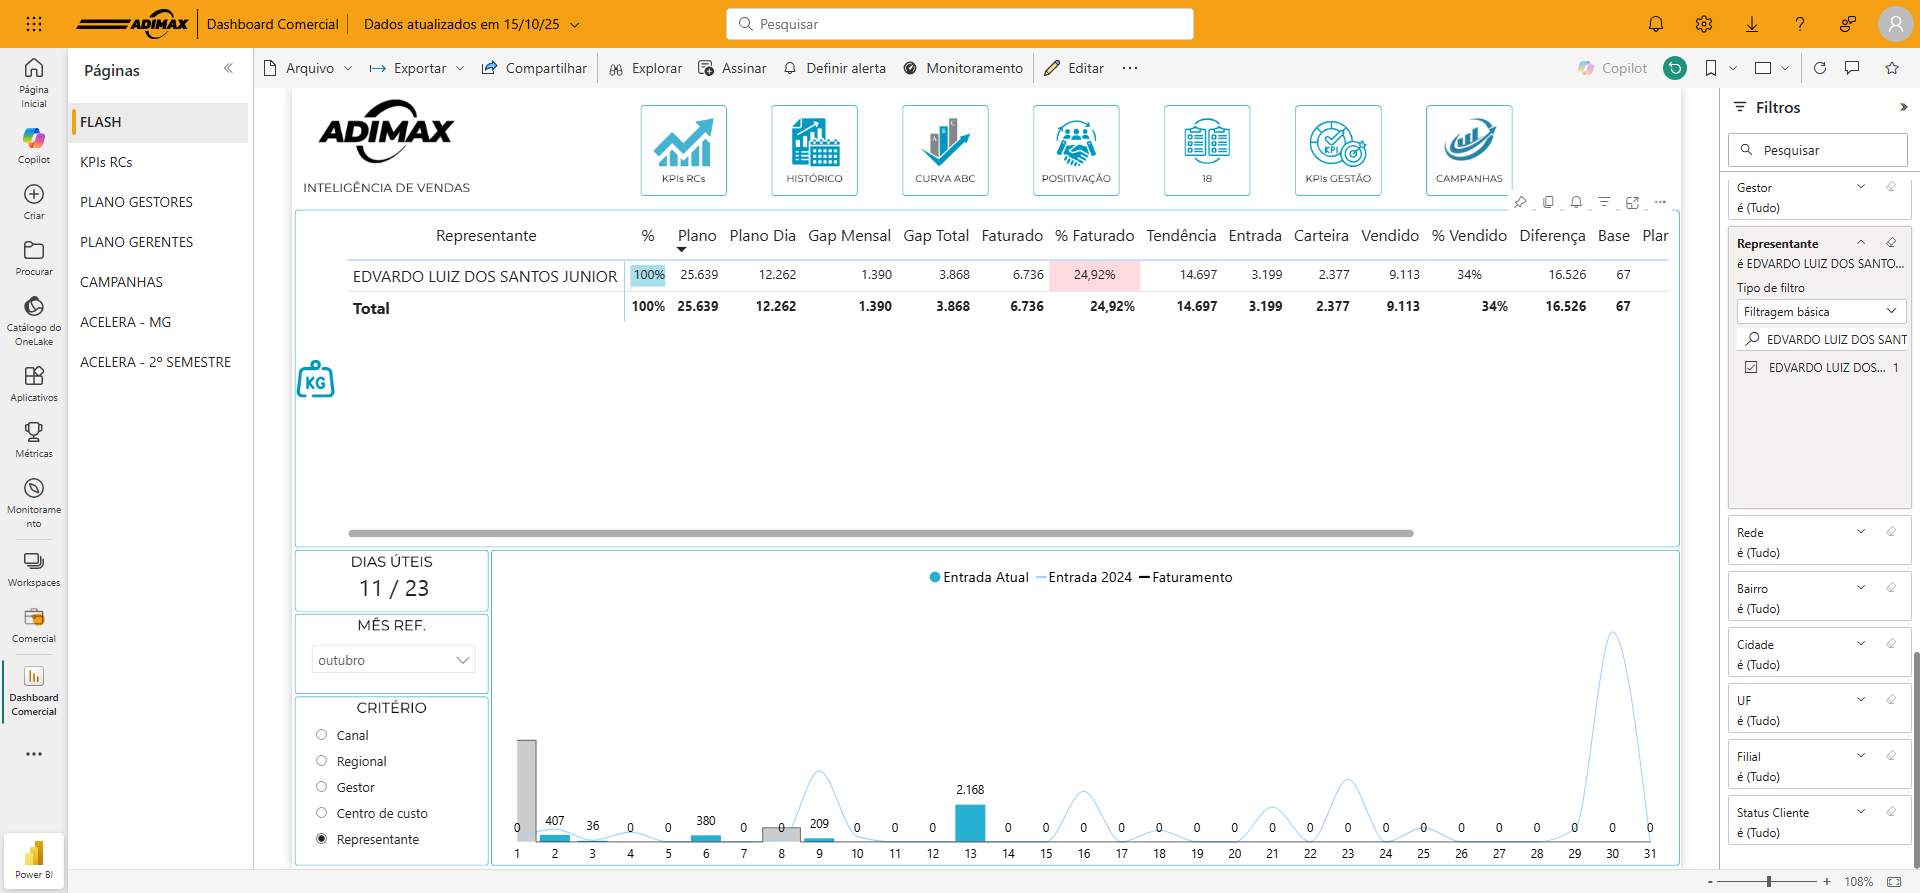 ADIMAX
Dashboard Comercial
Dados atualizados em 15/10/25
Pesquisar
Página Inicial
Copilot
Criar
Procurar
Catálogo do OneLake
Aplicativos
Métricas
Monitoramento
Workspaces
Comercial
Dashboard Comercial
Power BI
Páginas
FLASH
KPIs RCs
PLANO GESTORES
PLANO GERENTES
CAMPANHAS
ACELERA - MG
ACELERA - 2º SEMESTRE
Arquivo Exportar Compartilhar Explorar Assinar Definir alerta Monitoramento Editar Copilot
ADIMAX
INTELIGÊNCIA DE VENDAS
KPIs RCs
HISTÓRICO
A B C
CURVA ABC
POSITIVAÇÃO
18
KPI
KPIs GESTÃO
CAMPANHAS
Representante % Plano Plano Dia Gap Mensal Gap Total Faturado % Faturado Tendência Entrada Carteira Vendido % Vendido Diferença Base Plar
EDVARDO LUIZ DOS SANTOS JUNIOR 100% 25.639 12.262 1.390 3.868 6.736 24,92% 14.697 3.199 2.377 9.113 34% 16.526 67
Total 100% 25.639 12.262 1.390 3.868 6.736 24,92% 14.697 3.199 2.377 9.113 34% 16.526 67
KG
DIAS ÚTEIS
11 / 23
MÊS REF.
outubro
CRITÉRIO
Canal
Regional
Gestor
Centro de custo
Representante
Entrada Atual Entrada 2024 Faturamento
0 407 36 0 0 380 0 0 209 0 0 0 2.168 0 0 0 0 0 0 0 0 0 0 0 0 0 0 0 0 0 0
1 2 3 4 5 6 7 8 9 10 11 12 13 14 15 16 17 18 19 20 21 22 23 24 25 26 27 28 29 30 31
Filtros
Pesquisar
Gestor
é (Tudo)
Representante
é EDVARDO LUIZ DOS SANTO...
Tipo de filtro
Filtragem básica
EDVARDO LUIZ DOS SANT
EDVARDO LUIZ DOS... 1
Rede
é (Tudo)
Bairro
é (Tudo)
Cidade
é (Tudo)
UF
é (Tudo)
Filial
é (Tudo)
Status Cliente
é (Tudo)
- + 108%